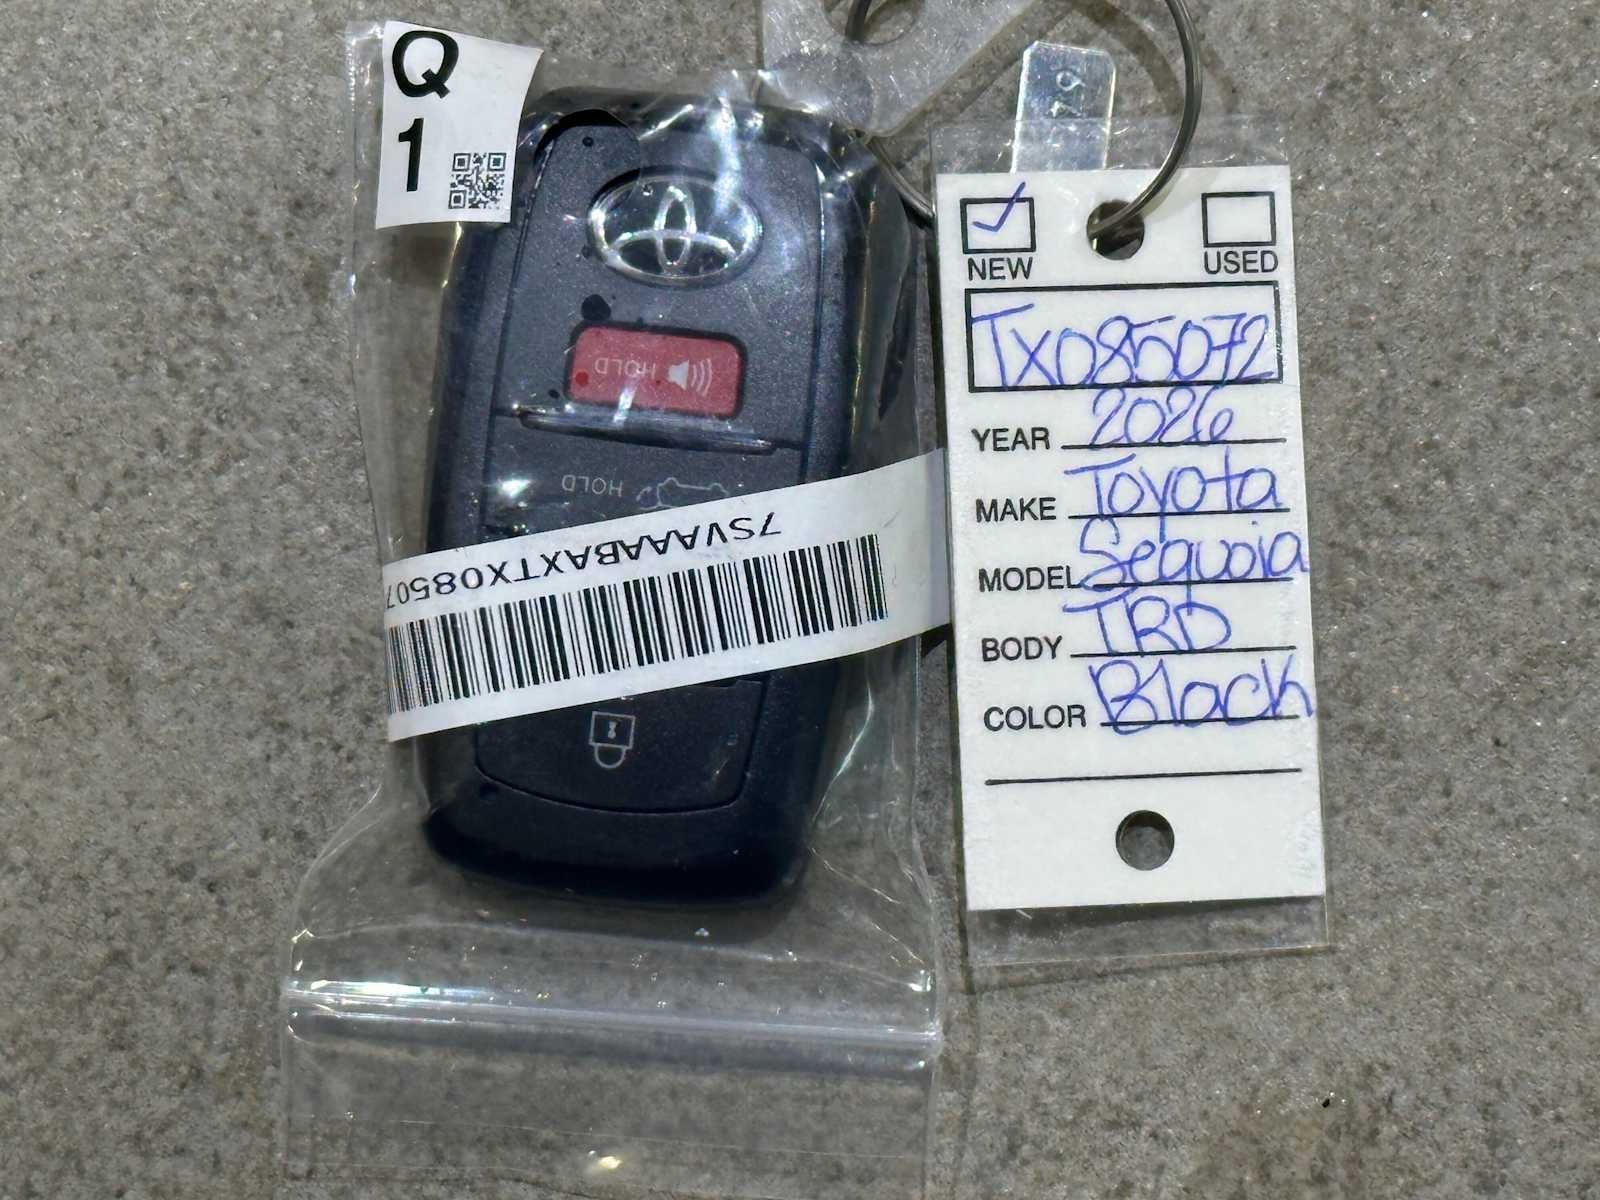 Q
1
HOLD
HOLD
7SVAAABAXTX08507
NEW
USED
TX085072
YEAR 2026
MAKE Toyota
MODEL Sequoia
BODY TRD
COLOR Black